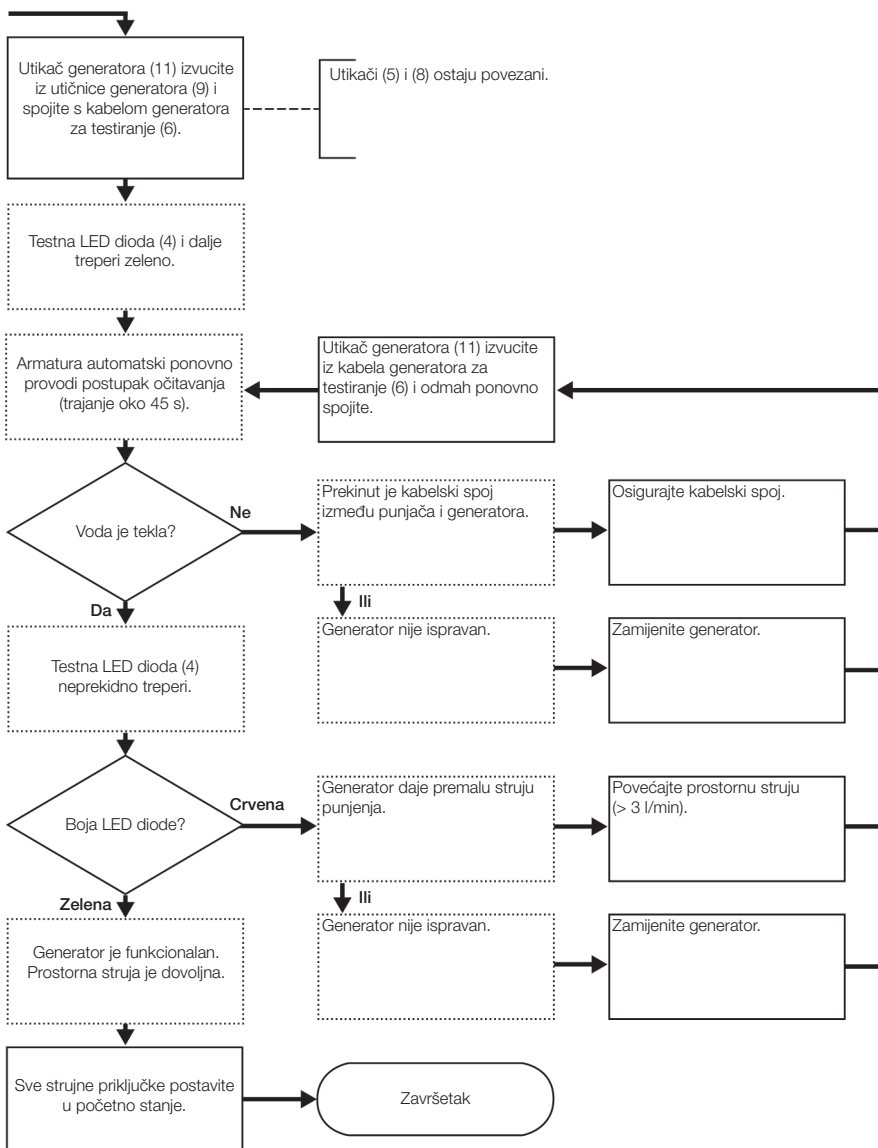 Utikač generatora (11) izvucite
iz utičnice generatora (9) i
spojite s kabelom generatora
za testiranje (6).
Utikači (5) i (8) ostaju povezani.
Testna LED dioda (4) i dalje
treperi zeleno.
Armatura automatski ponovno
provodi postupak očitavanja
(trajanje oko 45 s).
Utikač generatora (11) izvucite
iz kabela generatora za
testiranje (6) i odmah ponovno
spojite.
Voda je tekla?
Ne
Prekinut je kabelski spoj
između punjača i generatora.
Osigurajte kabelski spoj.
Ili
Da
Generator nije ispravan.
Zamijenite generator.
Testna LED dioda (4)
neprekidno treperi.
Boja LED diode?
Crvena
Generator daje premalu struju
punjenja.
Povećajte prostornu struju
(> 3 l/min).
Ili
Zelena
Generator nije ispravan.
Zamijenite generator.
Generator je funkcionalan.
Prostorna struja je dovoljna.
Sve strujne priključke postavite
u početno stanje.
Završetak